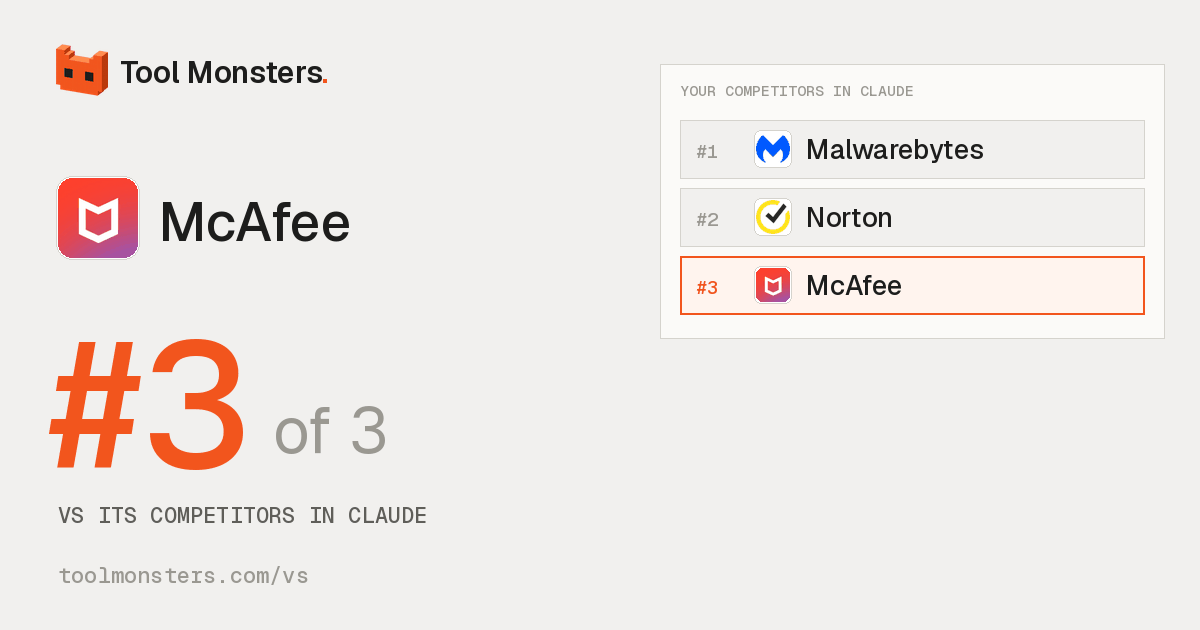 Tool Monsters.
McAfee
#3 of 3
VS ITS COMPETITORS IN CLAUDE
toolmonsters.com/vs
YOUR COMPETITORS IN CLAUDE
#1 Malwarebytes
#2 Norton
#3 McAfee